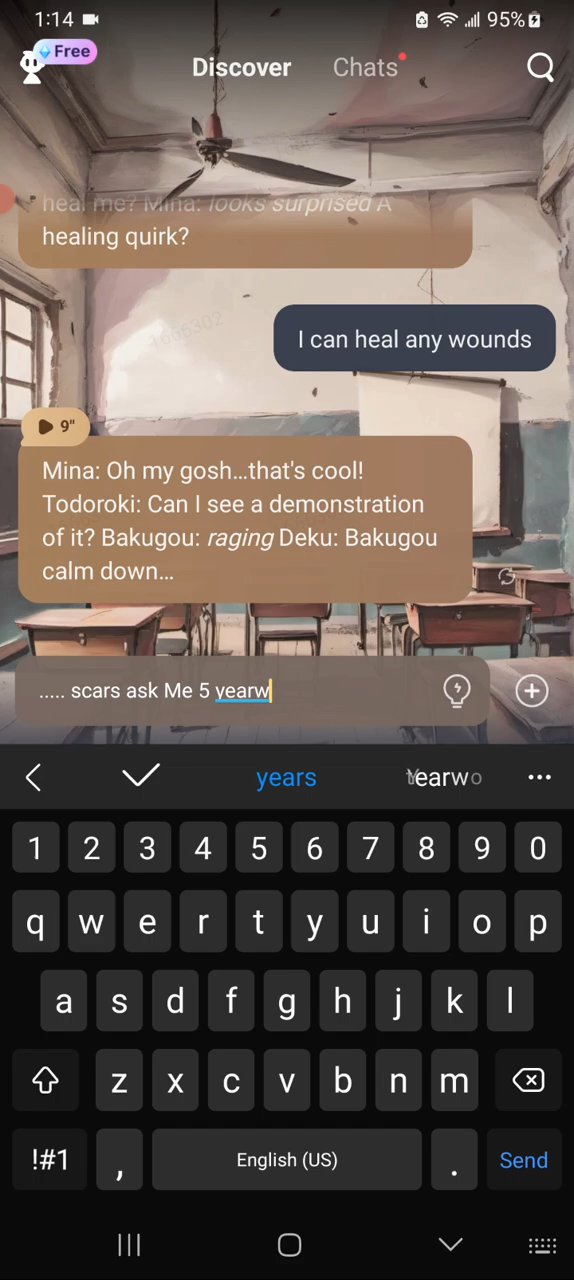 1:14 95%
Free
Discover Chats
heal me? Mina: looks surprised A
healing quirk?
1666302
I can heal any wounds
9"
Mina: Oh my gosh...that's cool!
Todoroki: Can I see a demonstration
of it? Bakugou: raging Deku: Bakugou
calm down...
..... scars ask Me 5 yearw
years Yearwo
1 2 3 4 5 6 7 8 9 0
q w e r t y u i o p
a s d f g h j k l
z x c v b n m
!#1 , English (US) . Send